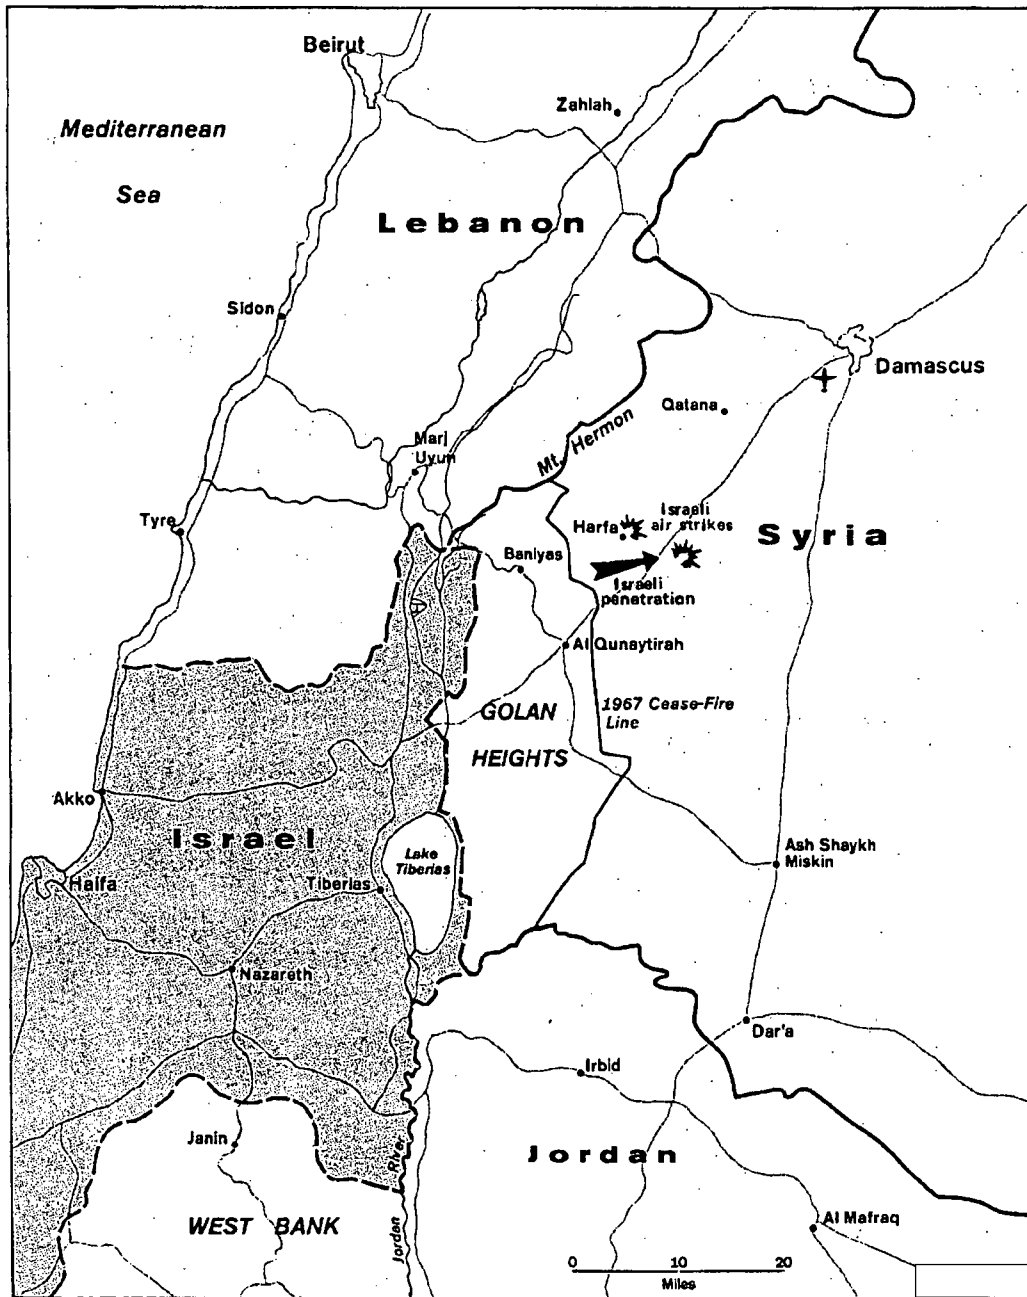 Beirut
Zahlah
Mediterranean
Sea
Lebanon
Sidon
Damascus
Qatana
Mt. Hermon
Marj
Uyun
Tyre
Harfa
Israeli
air strikes
Syria
Baniyas
Israeli
penetration
Al Qunaytirah
GOLAN
HEIGHTS
1967 Cease-Fire
Line
Akko
Israel
Lake
Tiberias
Ash Shaykh
Miskin
Haifa
Tiberias
Nazareth
Dar'a
Irbid
Janin
Jordan River
Jordan
WEST BANK
Al Mafraq
0 10 20
Miles